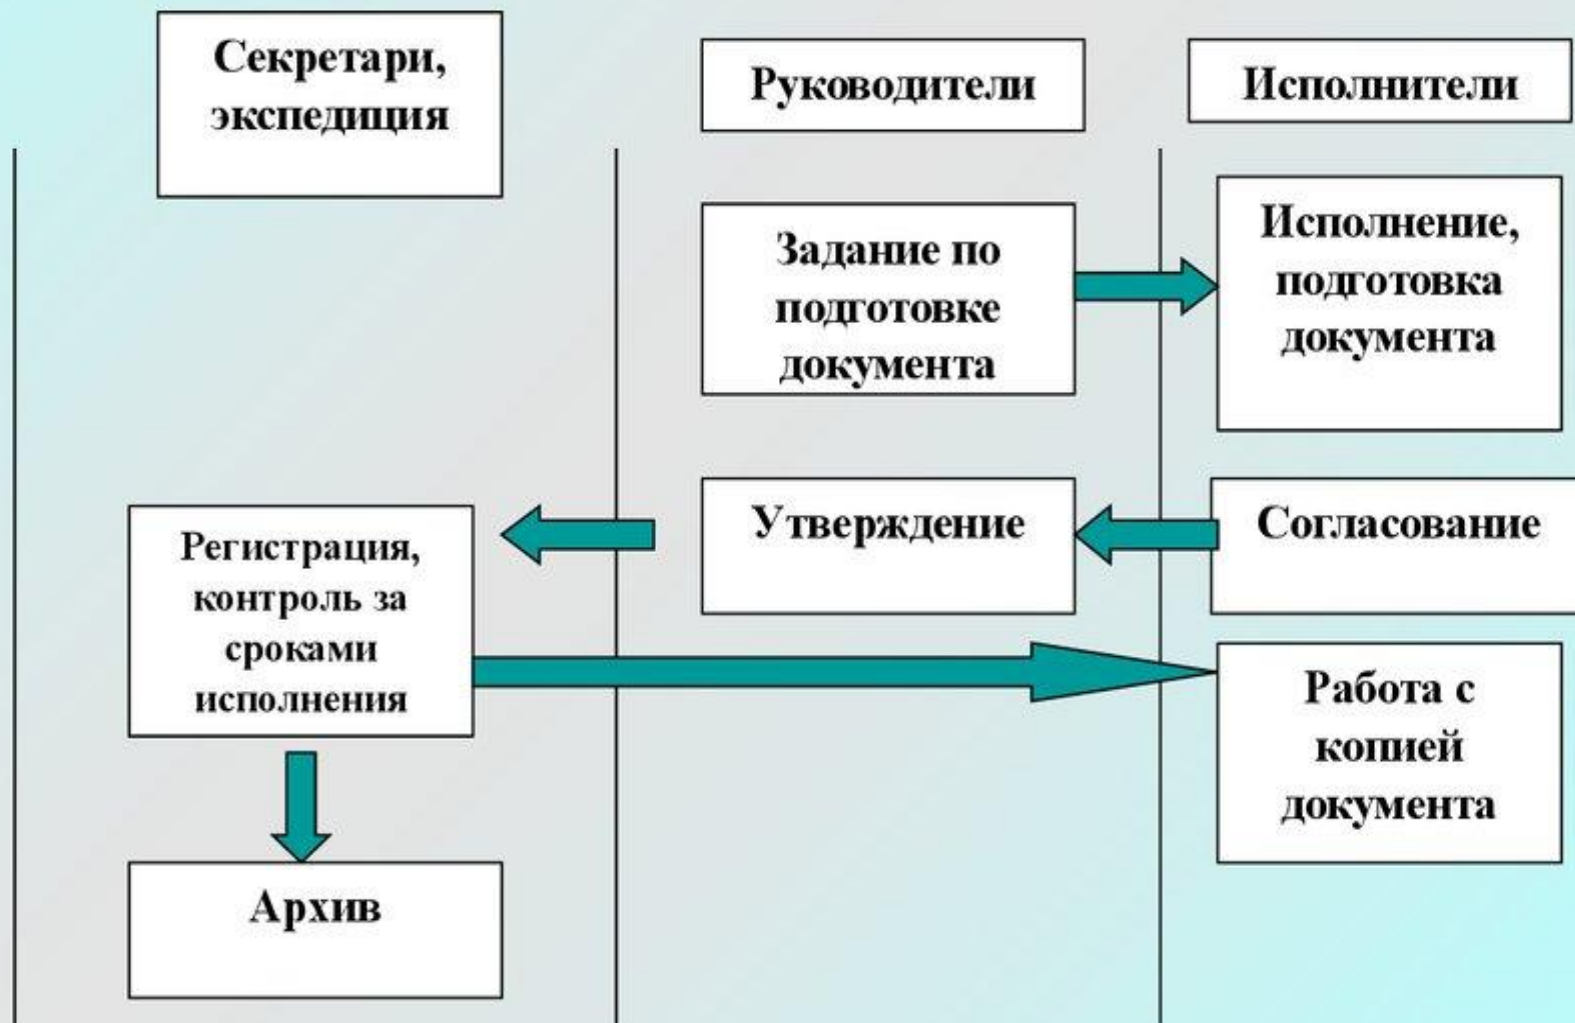 Секретари,
экспедиция
Руководители
Исполнители
Задание по
подготовке
документа
Исполнение,
подготовка
документа
Регистрация,
контроль за
сроками
исполнения
Утверждение
Согласование
Работа с
копией
документа
Архив